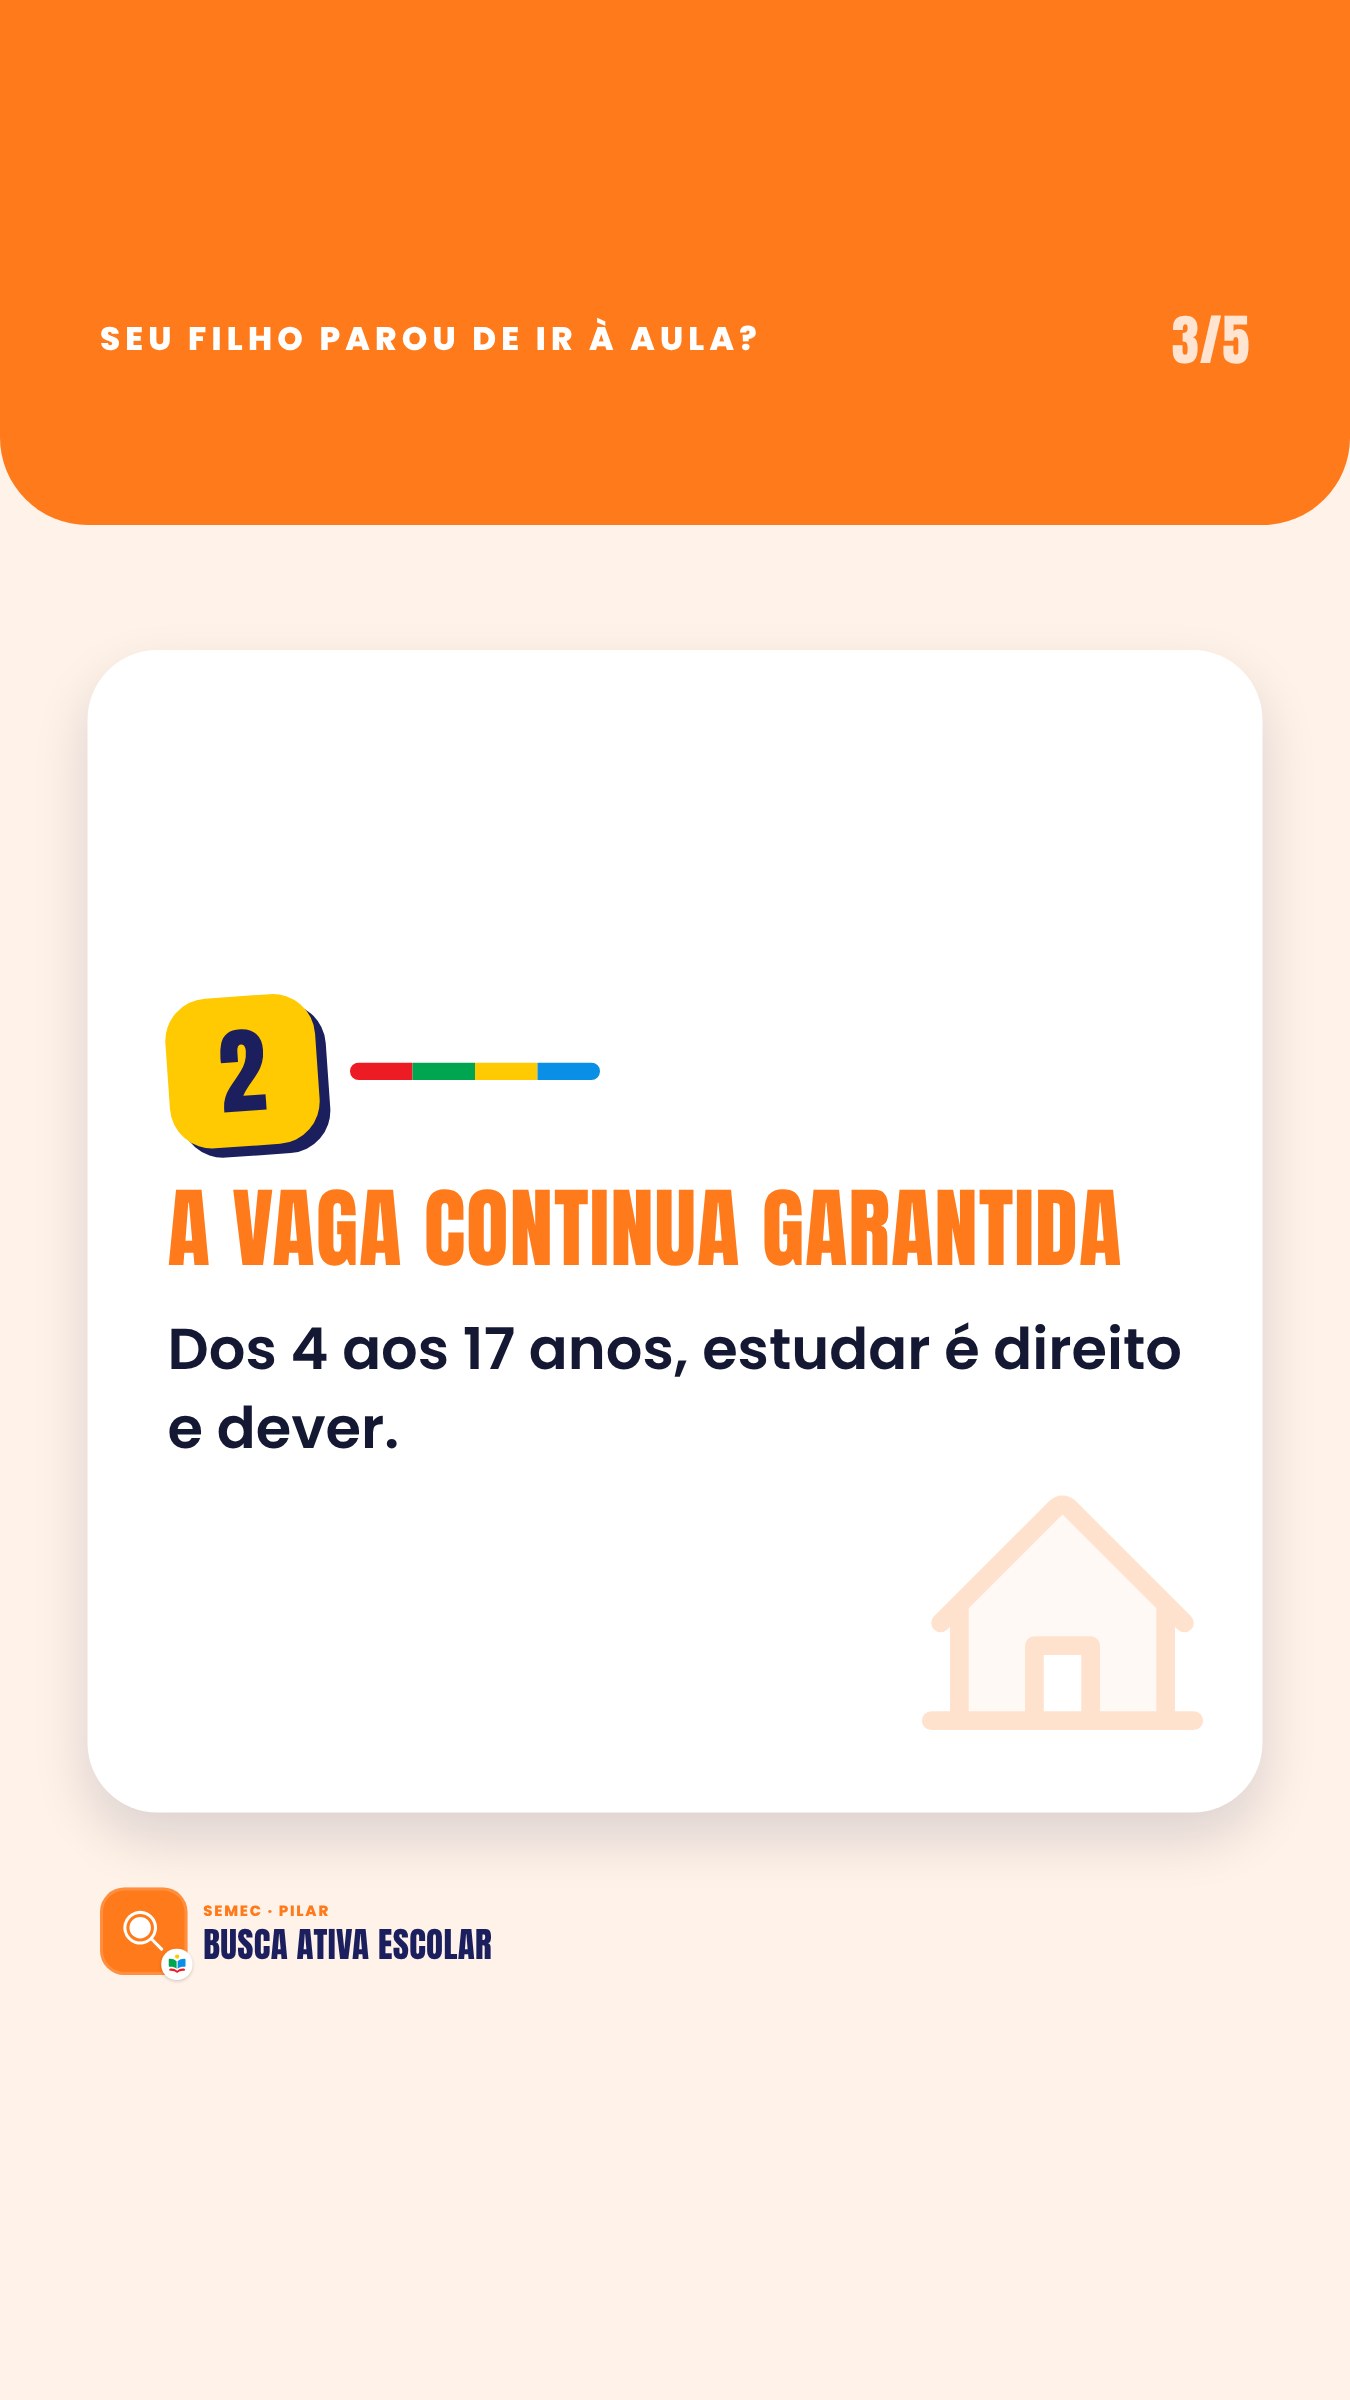 SEU FILHO PAROU DE IR À AULA?
3/5
2
A VAGA CONTINUA GARANTIDA
Dos 4 aos 17 anos, estudar é direito
e dever.
SEMEC · PILAR
BUSCA ATIVA ESCOLAR